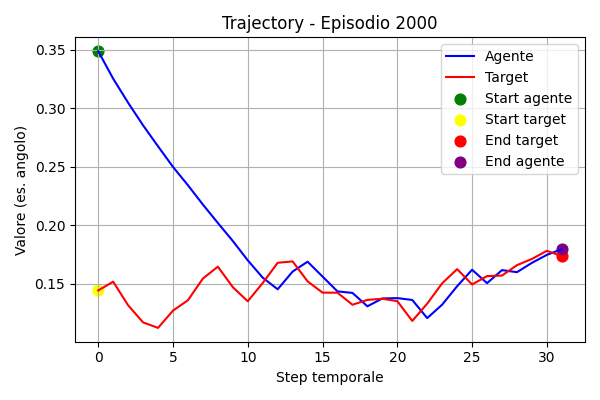 Trajectory - Episodio 2000
Valore (es. angolo)
0.35
0.30
0.25
0.20
0.15
0
5
10
15
20
25
30
Step temporale
Agente
Target
Start agente
Start target
End target
End agente